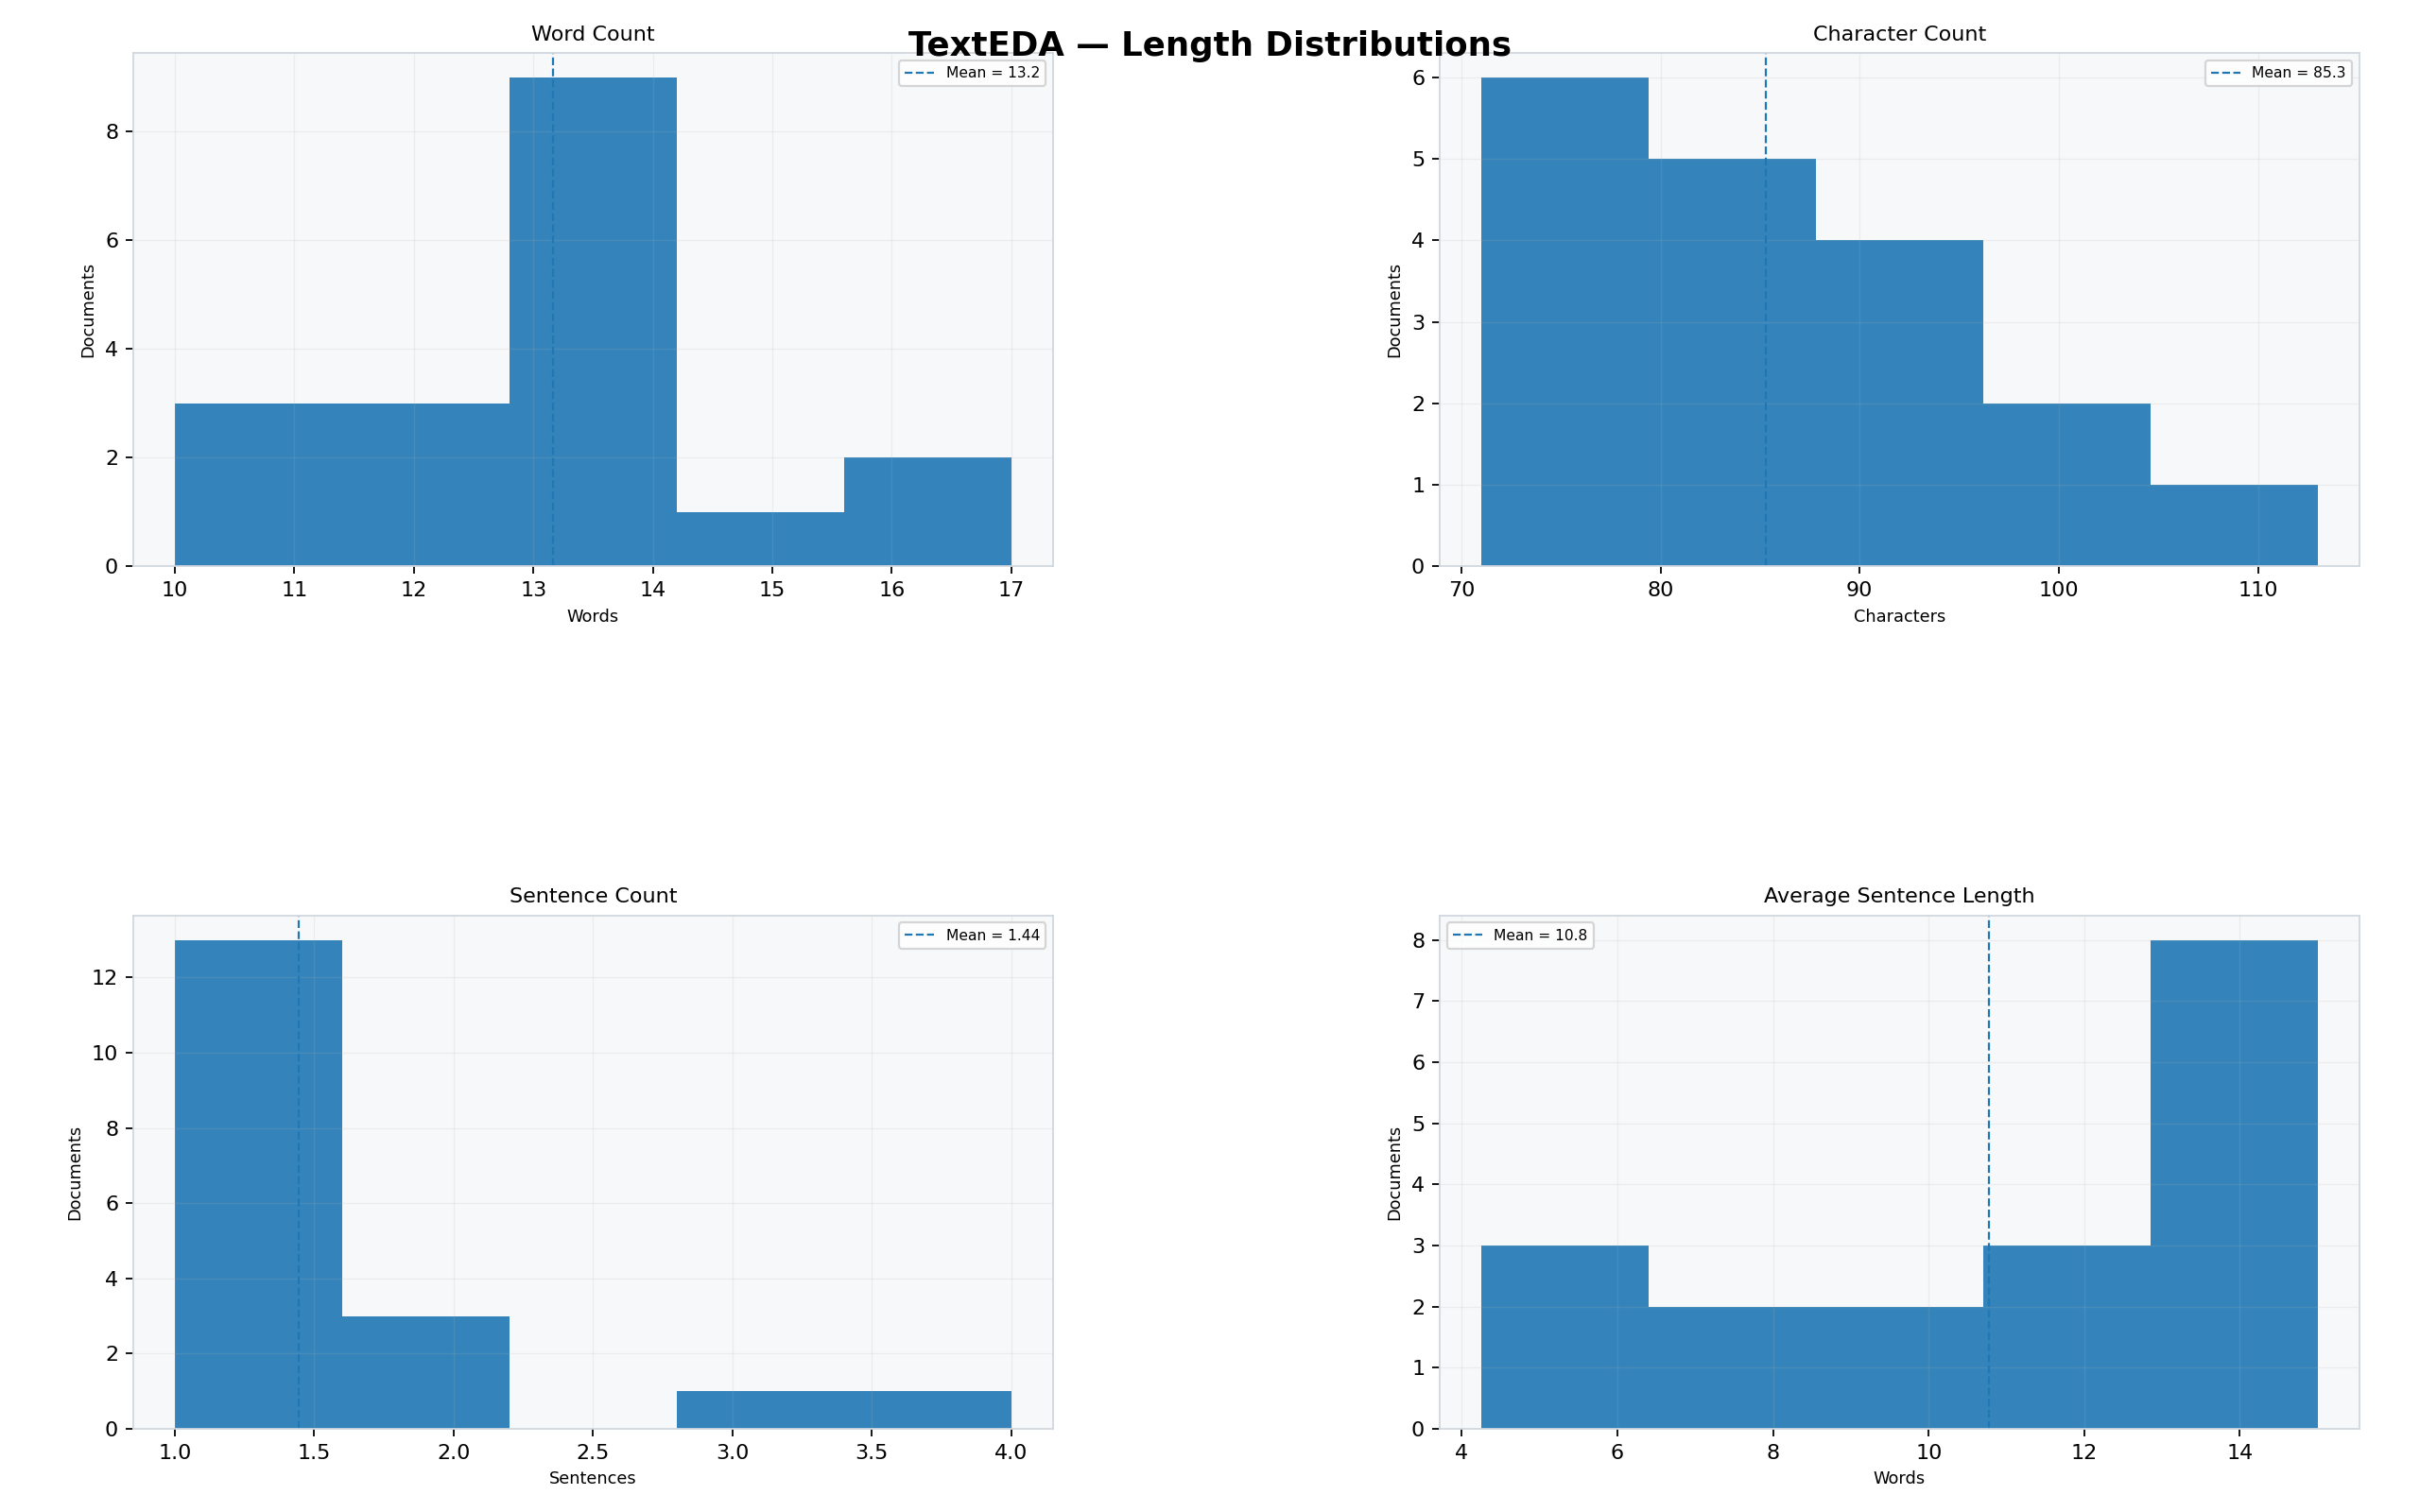 TextEDA — Length Distributions
Word Count
Mean = 13.2
Documents
0
2
4
6
8
10 11 12 13 14 15 16 17
Words
Character Count
Mean = 85.3
Documents
6
5
4
3
2
1
0
70 80 90 100 110
Characters
Sentence Count
Mean = 1.44
Documents
12
10
8
6
4
2
0
1.0 1.5 2.0 2.5 3.0 3.5 4.0
Sentences
Average Sentence Length
Mean = 10.8
Documents
8
7
6
5
4
3
2
1
0
4 6 8 10 12 14
Words